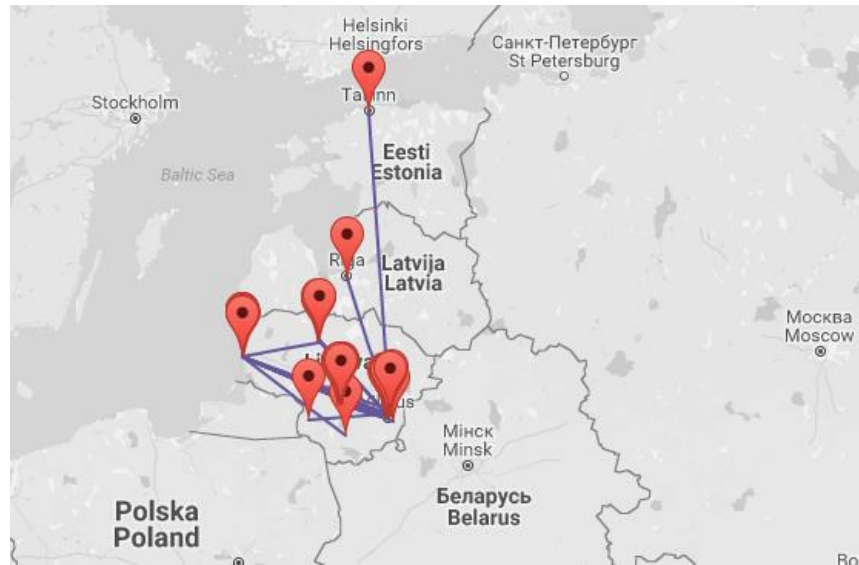 Helsinki
Helsingfors
Санкт-Петербург
St Petersburg
Stockholm
Eesti
Estonia
Baltic Sea
Latvija
Latvia
Москва
Moscow
Мінск
Minsk
Беларусь
Belarus
Polska
Poland